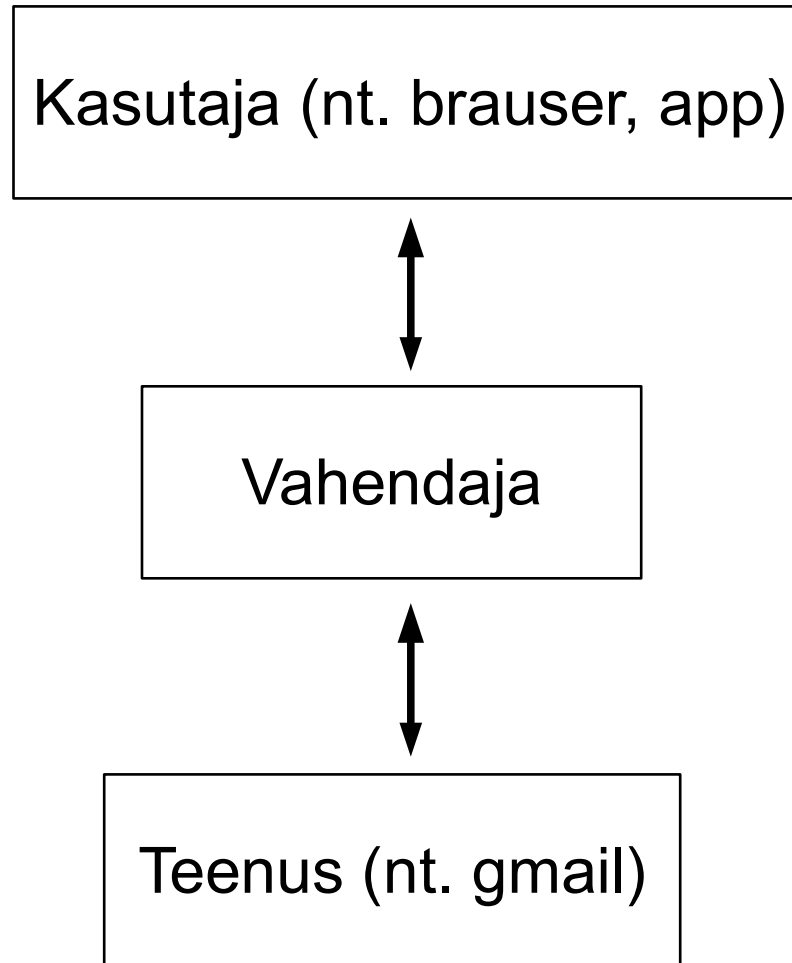 Kasutaja (nt. brauser, app)
Vahendaja
Teenus (nt. gmail)